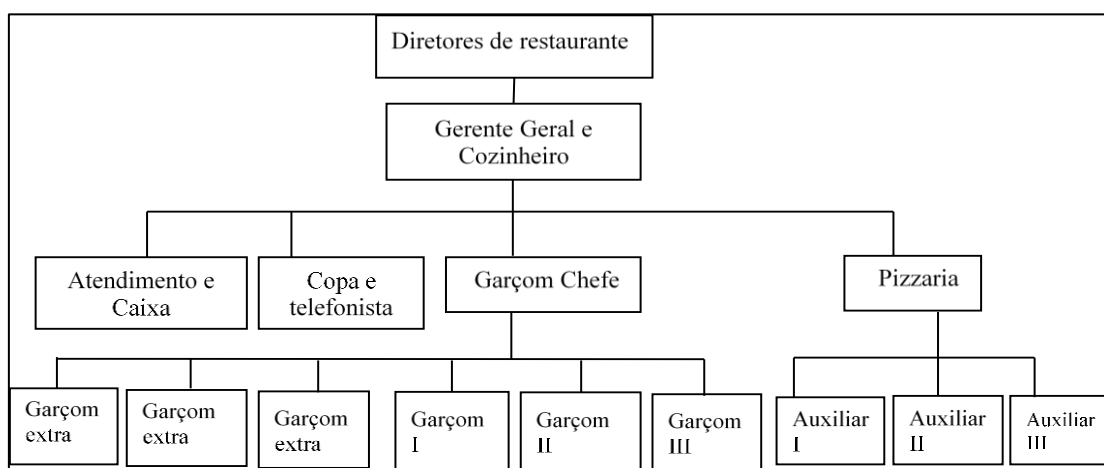 Diretores de restaurante
Gerente Geral e
Cozinheiro
Atendimento e
Caixa
Copa e
telefonista
Garçom Chefe
Pizzaria
Garçom
extra
Garçom
extra
Garçom
extra
Garçom
I
Garçom
II
Garçom
III
Auxiliar
I
Auxiliar
II
Auxiliar
III